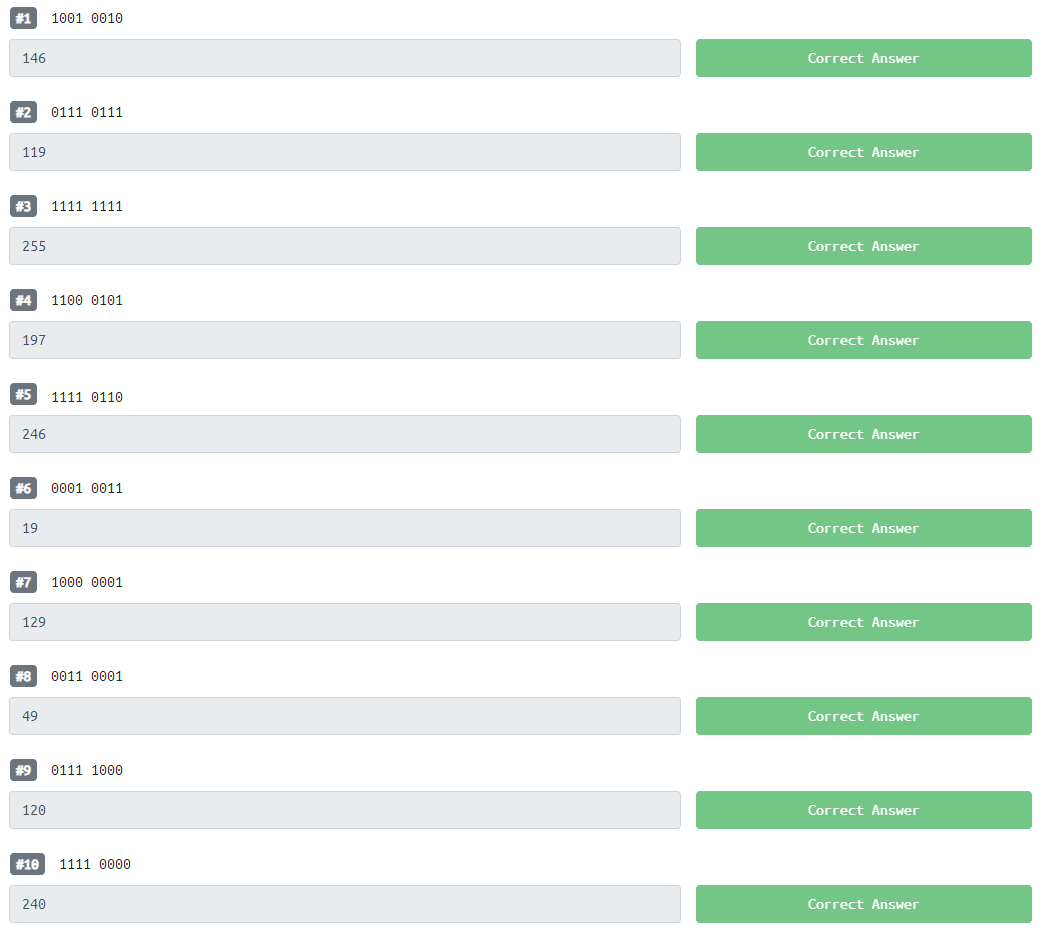 #1 1001 0010
146 Correct Answer
#2 0111 0111
119 Correct Answer
#3 1111 1111
255 Correct Answer
#4 1100 0101
197 Correct Answer
#5 1111 0110
246 Correct Answer
#6 0001 0011
19 Correct Answer
#7 1000 0001
129 Correct Answer
#8 0011 0001
49 Correct Answer
#9 0111 1000
120 Correct Answer
#10 1111 0000
240 Correct Answer